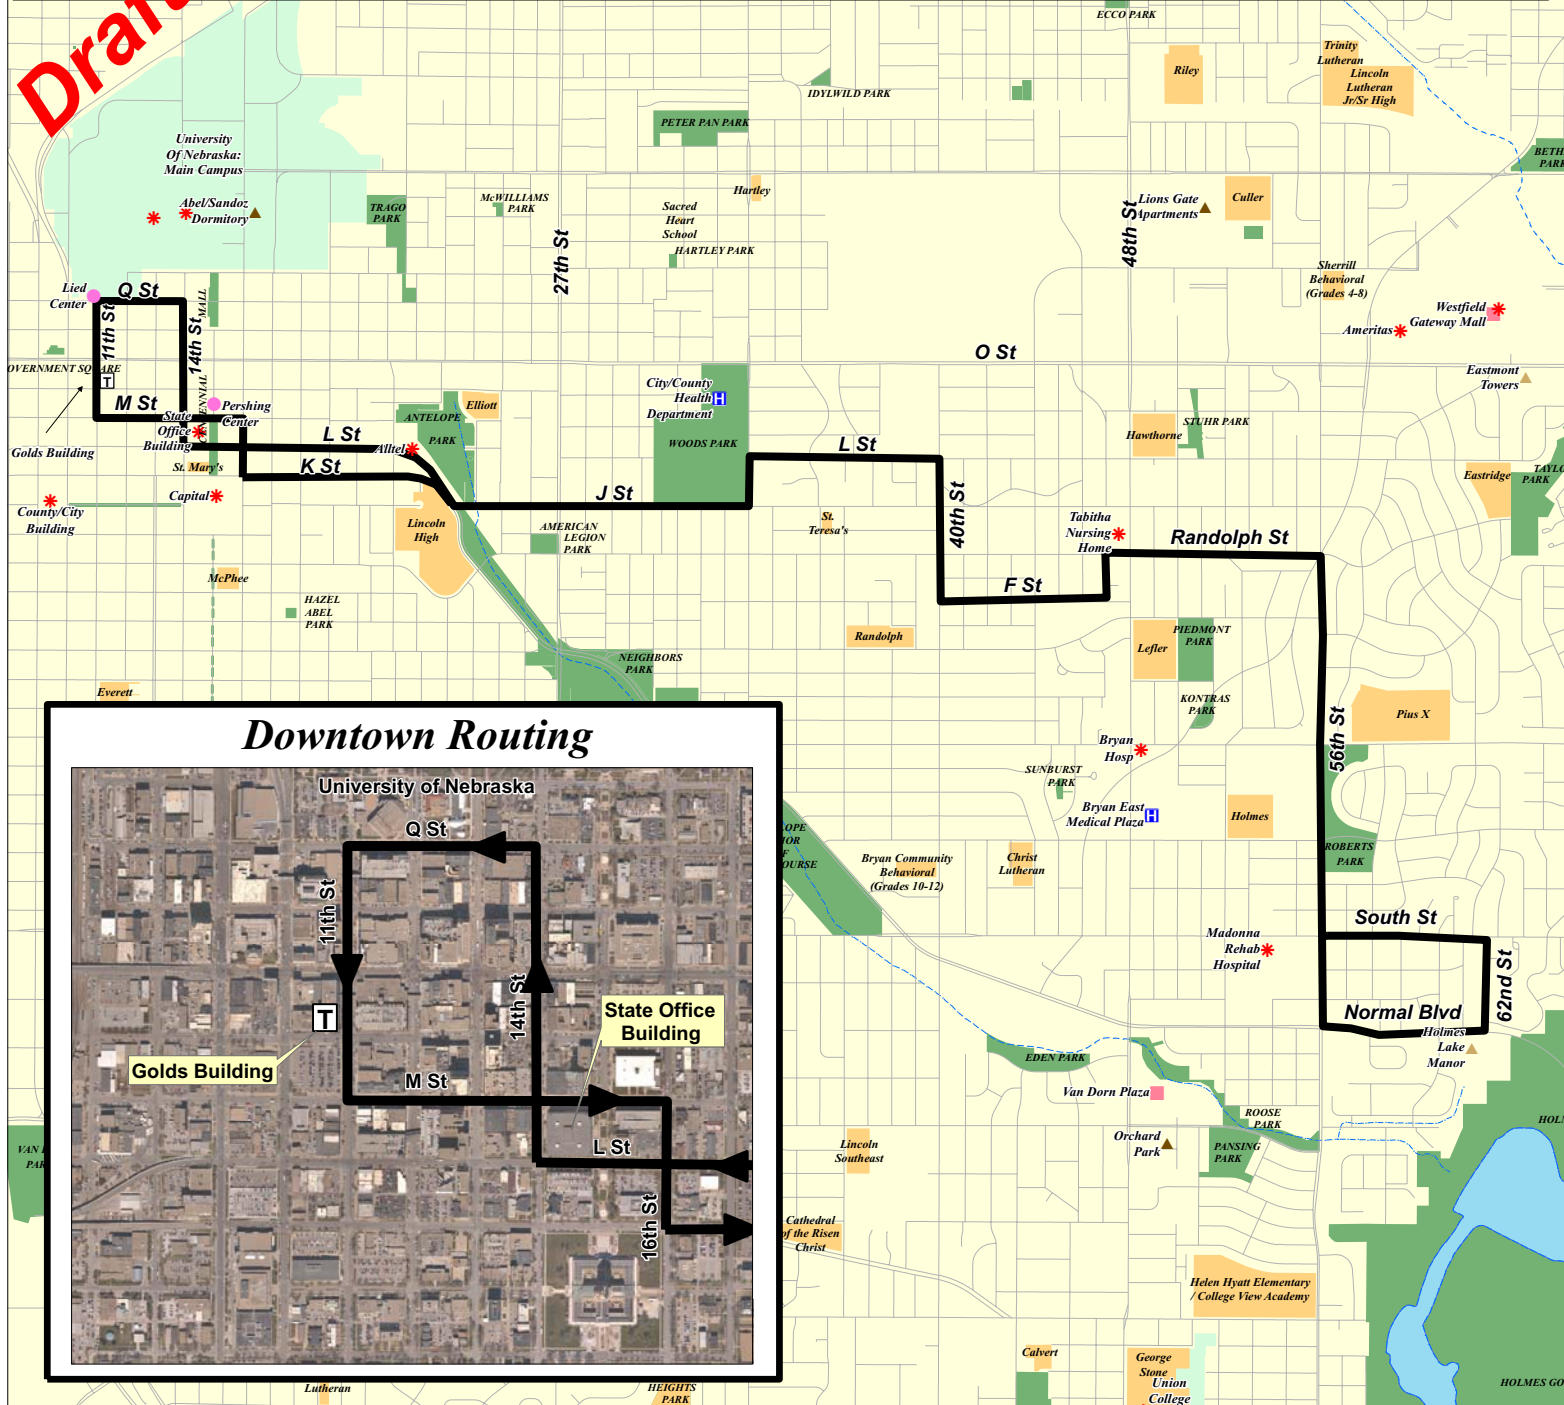 Draft
ECCO PARK
Trinity
Lutheran
Lincoln
Lutheran
Jr/Sr High
Riley
IDYLWILD PARK
PETER PAN PARK
University
Of Nebraska:
Main Campus
Abel/Sandoz
Dormitory
TRAGO
PARK
McWILLIAMS
PARK
Hartley
Sacred
Heart
School
HARTLEY PARK
27th St
48th St
Lions Gate
Apartments
Culler
Sherrill
Behavioral
(Grades 4-8)
Westfield
Gateway Mall
Ameritas
Eastmont
Towers
Lied
Center
Q St
11th St
14th St
MALL
T
M St
Golds Building
State
Office
Building
Pershing
Center
St. Mary's
Capital
County/City
Building
L St
K St
Alltel
ANTELOPE
PARK
Elliott
Lincoln
High
City/County
Health
Department
H
WOODS PARK
O St
L St
J St
AMERICAN
LEGION
PARK
St.
Teresa's
40th St
Hawthorne
STUHR PARK
Eastridge
PARK
Tabitha
Nursing
Home
Randolph St
F St
McPhee
HAZEL
ABEL
PARK
Randolph
Lefler
PIEDMONT
PARK
KONTRAS
PARK
NEIGHBORS
PARK
Everett
Pius X
56th St
Bryan
Hosp
SUNBURST
PARK
Bryan East
Medical Plaza
H
Holmes
ROBERTS
PARK
Bryan Community
Behavioral
(Grades 10-12)
Christ
Lutheran
South St
Madonna
Rehab
Hospital
62nd St
Normal Blvd
Holmes
Lake
Manor
EDEN PARK
Van Dorn Plaza
ROOSE
PARK
Orchard
Park
PANSING
PARK
Lincoln
Southeast
Cathedral
of the Risen
Christ
Helen Hyatt Elementary
/ College View Academy
Calvert
George
Stone
Union
College
Lutheran
HEIGHTS
PARK
Downtown Routing
University of Nebraska
Q St
11th St
14th St
T
State Office
Building
Golds Building
M St
L St
16th St